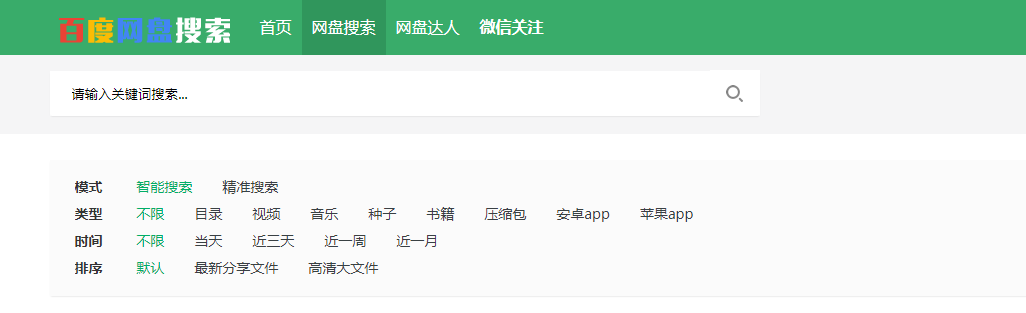 百度网盘搜索 首页 网盘搜索 网盘达人 微信关注
请输入关键词搜索...
模式 智能搜索 精准搜索
类型 不限 目录 视频 音乐 种子 书籍 压缩包 安卓app 苹果app
时间 不限 当天 近三天 近一周 近一月
排序 默认 最新分享文件 高清大文件